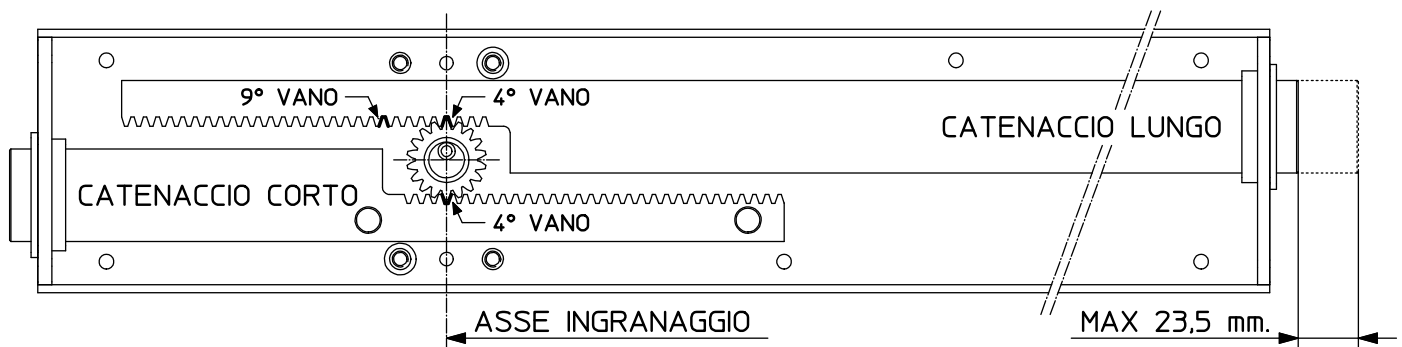 9° VANO
4° VANO
CATENACCIO LUNGO
CATENACCIO CORTO
4° VANO
ASSE INGRANAGGIO
MAX 23,5 mm.